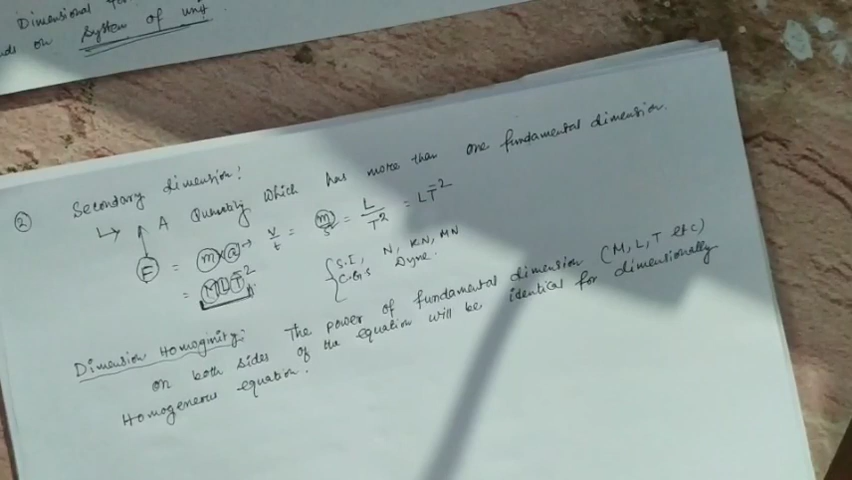 Dimensional
on System of unit
② Secondary dimension:
↳ A Quantity which has more than one fundamental dimension.
F = m×a → v/t = m/s² = L/T² = LT⁻²
= MLT⁻² { S.I, N, KN, MN
C.G.S Dyne.
Dimension Homoginity: The power of fundamental dimension (M, L, T etc)
on both sides of the equation will be identical for dimensionally
Homogenerus equation.